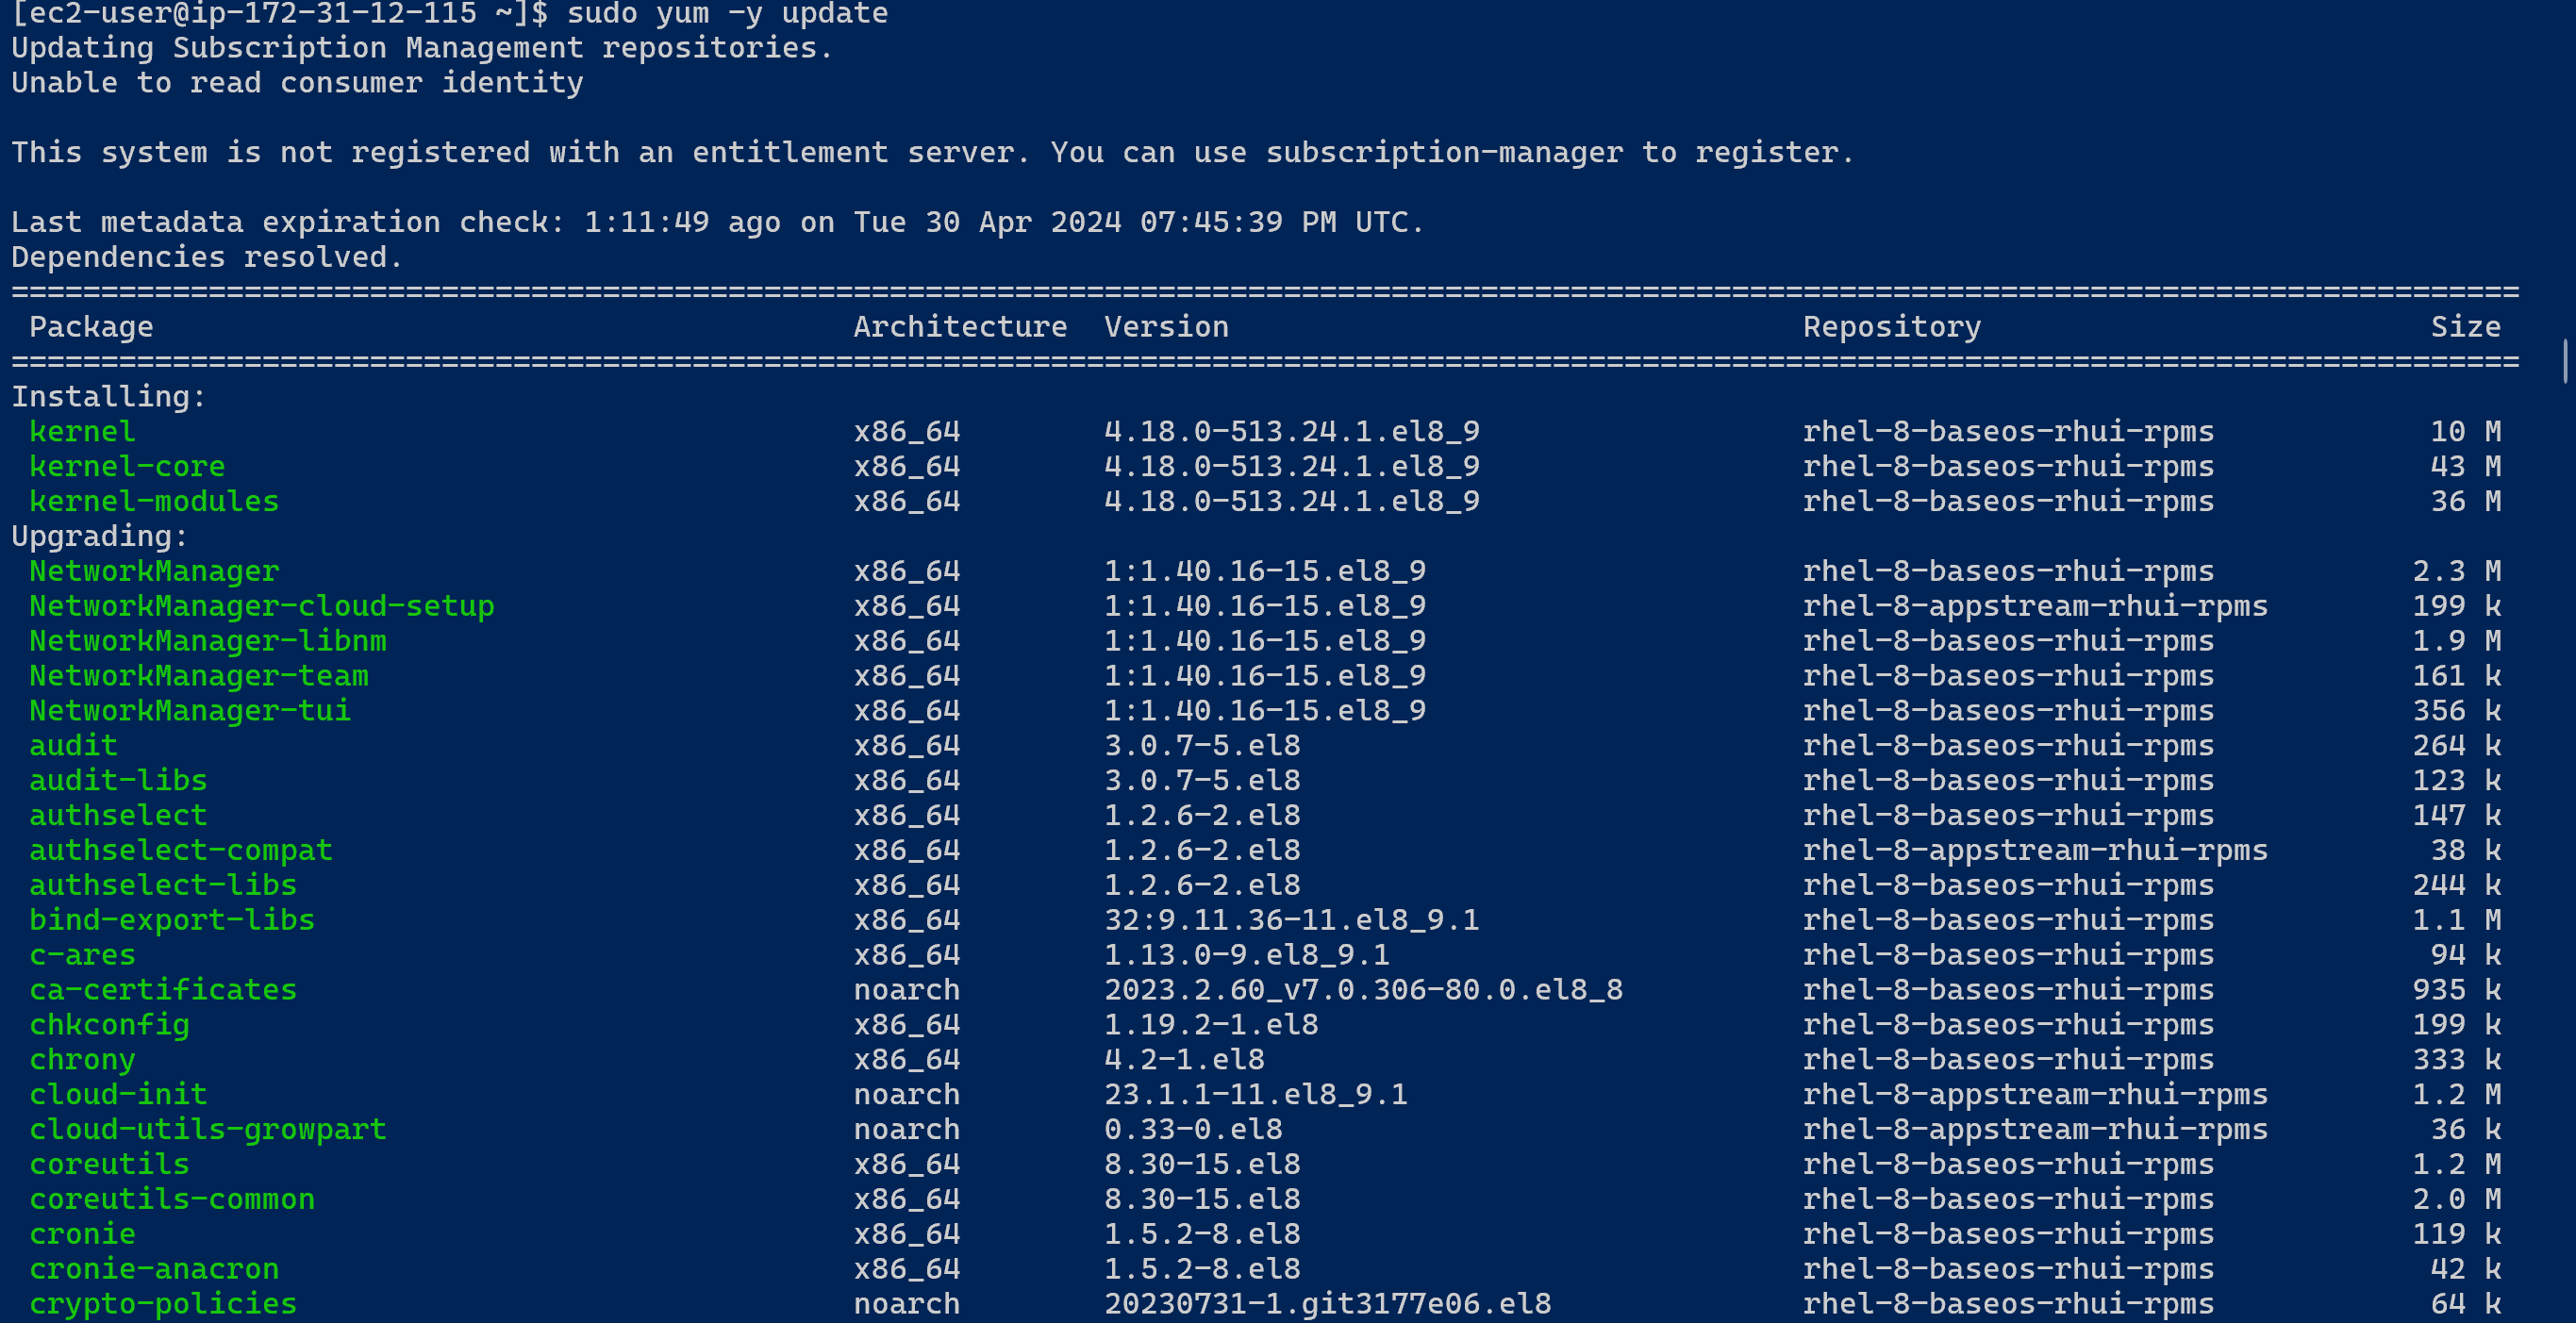 [ec2-user@ip-172-31-12-115 ~]$ sudo yum -y update
Updating Subscription Management repositories.
Unable to read consumer identity
This system is not registered with an entitlement server. You can use subscription-manager to register.
Last metadata expiration check: 1:11:49 ago on Tue 30 Apr 2024 07:45:39 PM UTC.
Dependencies resolved.
============================================================================================================================================
Package Architecture Version Repository Size
============================================================================================================================================
Installing:
kernel x86_64 4.18.0-513.24.1.el8_9 rhel-8-baseos-rhui-rpms 10 M
kernel-core x86_64 4.18.0-513.24.1.el8_9 rhel-8-baseos-rhui-rpms 43 M
kernel-modules x86_64 4.18.0-513.24.1.el8_9 rhel-8-baseos-rhui-rpms 36 M
Upgrading:
NetworkManager x86_64 1:1.40.16-15.el8_9 rhel-8-baseos-rhui-rpms 2.3 M
NetworkManager-cloud-setup x86_64 1:1.40.16-15.el8_9 rhel-8-appstream-rhui-rpms 199 k
NetworkManager-libnm x86_64 1:1.40.16-15.el8_9 rhel-8-baseos-rhui-rpms 1.9 M
NetworkManager-team x86_64 1:1.40.16-15.el8_9 rhel-8-baseos-rhui-rpms 161 k
NetworkManager-tui x86_64 1:1.40.16-15.el8_9 rhel-8-baseos-rhui-rpms 356 k
audit x86_64 3.0.7-5.el8 rhel-8-baseos-rhui-rpms 264 k
audit-libs x86_64 3.0.7-5.el8 rhel-8-baseos-rhui-rpms 123 k
authselect x86_64 1.2.6-2.el8 rhel-8-baseos-rhui-rpms 147 k
authselect-compat x86_64 1.2.6-2.el8 rhel-8-appstream-rhui-rpms 38 k
authselect-libs x86_64 1.2.6-2.el8 rhel-8-baseos-rhui-rpms 244 k
bind-export-libs x86_64 32:9.11.36-11.el8_9.1 rhel-8-baseos-rhui-rpms 1.1 M
c-ares x86_64 1.13.0-9.el8_9.1 rhel-8-baseos-rhui-rpms 94 k
ca-certificates noarch 2023.2.60_v7.0.306-80.0.el8_8 rhel-8-baseos-rhui-rpms 935 k
chkconfig x86_64 1.19.2-1.el8 rhel-8-baseos-rhui-rpms 199 k
chrony x86_64 4.2-1.el8 rhel-8-baseos-rhui-rpms 333 k
cloud-init noarch 23.1.1-11.el8_9.1 rhel-8-appstream-rhui-rpms 1.2 M
cloud-utils-growpart noarch 0.33-0.el8 rhel-8-appstream-rhui-rpms 36 k
coreutils x86_64 8.30-15.el8 rhel-8-baseos-rhui-rpms 1.2 M
coreutils-common x86_64 8.30-15.el8 rhel-8-baseos-rhui-rpms 2.0 M
cronie x86_64 1.5.2-8.el8 rhel-8-baseos-rhui-rpms 119 k
cronie-anacron x86_64 1.5.2-8.el8 rhel-8-baseos-rhui-rpms 42 k
crypto-policies noarch 20230731-1.git3177e06.el8 rhel-8-baseos-rhui-rpms 64 k